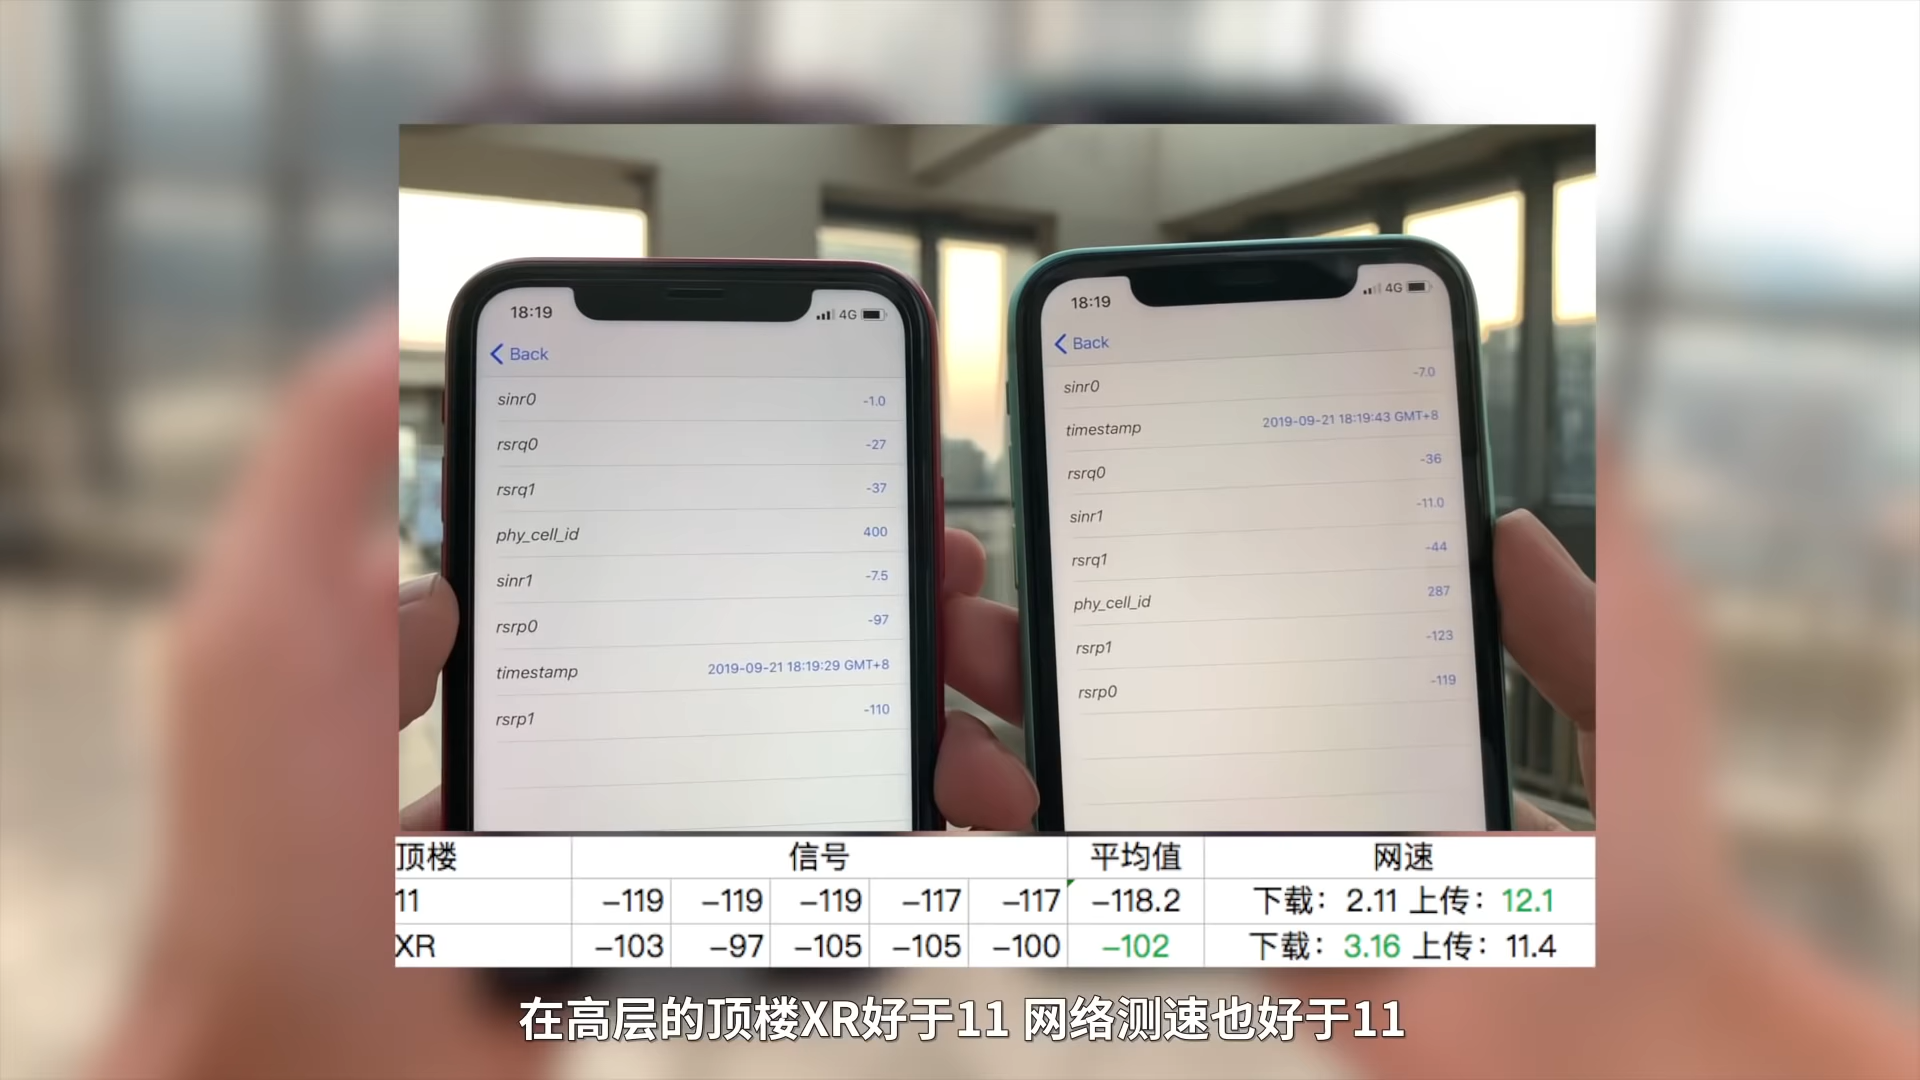 18:19
4G
Back
sinr0 -1.0
rsrq0 -27
rsrq1 -37
phy_cell_id 400
sinr1 -7.5
rsrp0 -97
timestamp 2019-09-21 18:19:29 GMT+8
rsrp1 -110
18:19
4G
Back
sinr0 -7.0
timestamp 2019-09-21 18:19:43 GMT+8
rsrq0 -36
sinr1 -11.0
rsrq1 -44
phy_cell_id 287
rsrp1 -123
rsrp0 -119
顶楼 信号 平均值 网速
11 -119 -119 -119 -117 -117 -118.2 下载：2.11 上传：12.1
XR -103 -97 -105 -105 -100 -102 下载：3.16 上传：11.4
在高层的顶楼XR好于11 网络测速也好于11